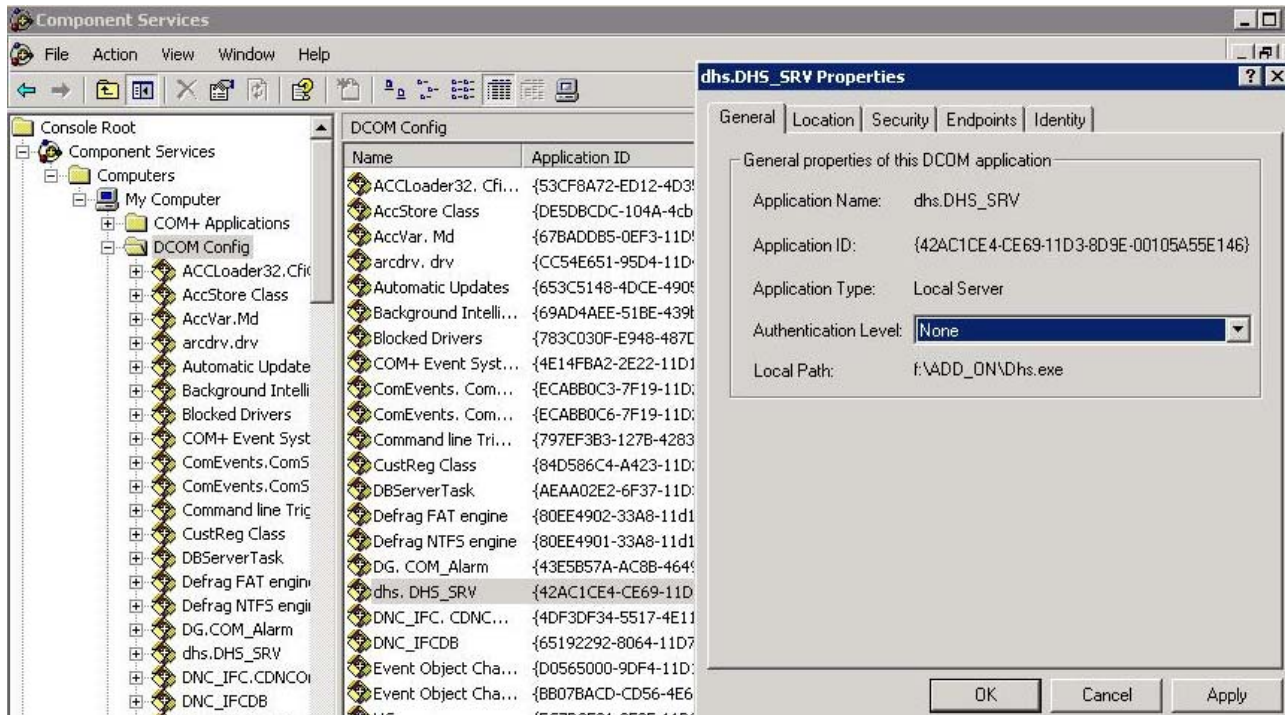 Component Services
File Action View Window Help
Console Root
Component Services
Computers
My Computer
COM+ Applications
DCOM Config
ACCLoader32.Cfi
AccStore Class
AccVar.Md
arcdrv.drv
Automatic Update
Background Intelli
Blocked Drivers
COM+ Event Syst
ComEvents.ComS
ComEvents.ComS
Command line Trig
CustReg Class
DBServerTask
Defrag FAT engin
Defrag NTFS engi
DG.COM_Alarm
dhs.DHS_SRV
DNC_IFC.CDNCO
DNC_IFCDB
DCOM Config
Name Application ID
ACCLoader32. Cfi... {53CF8A72-ED12-4D3
AccStore Class {DE5DBCDC-104A-4cb
AccVar. Md {67BADDB5-0EF3-11D
arcdrv. drv {CC54E651-95D4-11D
Automatic Updates {653C5148-4DCE-490
Background Intelli... {69AD4AEE-51BE-439
Blocked Drivers {783C030F-E948-487D
COM+ Event Syst... {4E14FBA2-2E22-11D1
ComEvents. Com... {ECABB0C3-7F19-11D
ComEvents. Com... {ECABB0C6-7F19-11D
Command line Tri... {797EF3B3-127B-4283
CustReg Class {84D586C4-A423-11D
DBServerTask {AEAA02E2-6F37-11D
Defrag FAT engine {80EE4902-33A8-11d1
Defrag NTFS engine {80EE4901-33A8-11d1
DG. COM_Alarm {43E5B57A-AC8B-464
dhs. DHS_SRV {42AC1CE4-CE69-11D
DNC_IFC. CDNC... {4DF3DF34-5517-4E11
DNC_IFCDB {65192292-8064-11D7
Event Object Cha... {D0565000-9DF4-11D
Event Object Cha... {BB07BACD-CD56-4E6
dhs.DHS_SRV Properties
General Location Security Endpoints Identity
General properties of this DCOM application
Application Name: dhs.DHS_SRV
Application ID: {42AC1CE4-CE69-11D3-8D9E-00105A55E146}
Application Type: Local Server
Authentication Level: None
Local Path: f:\ADD_ON\Dhs.exe
OK Cancel Apply